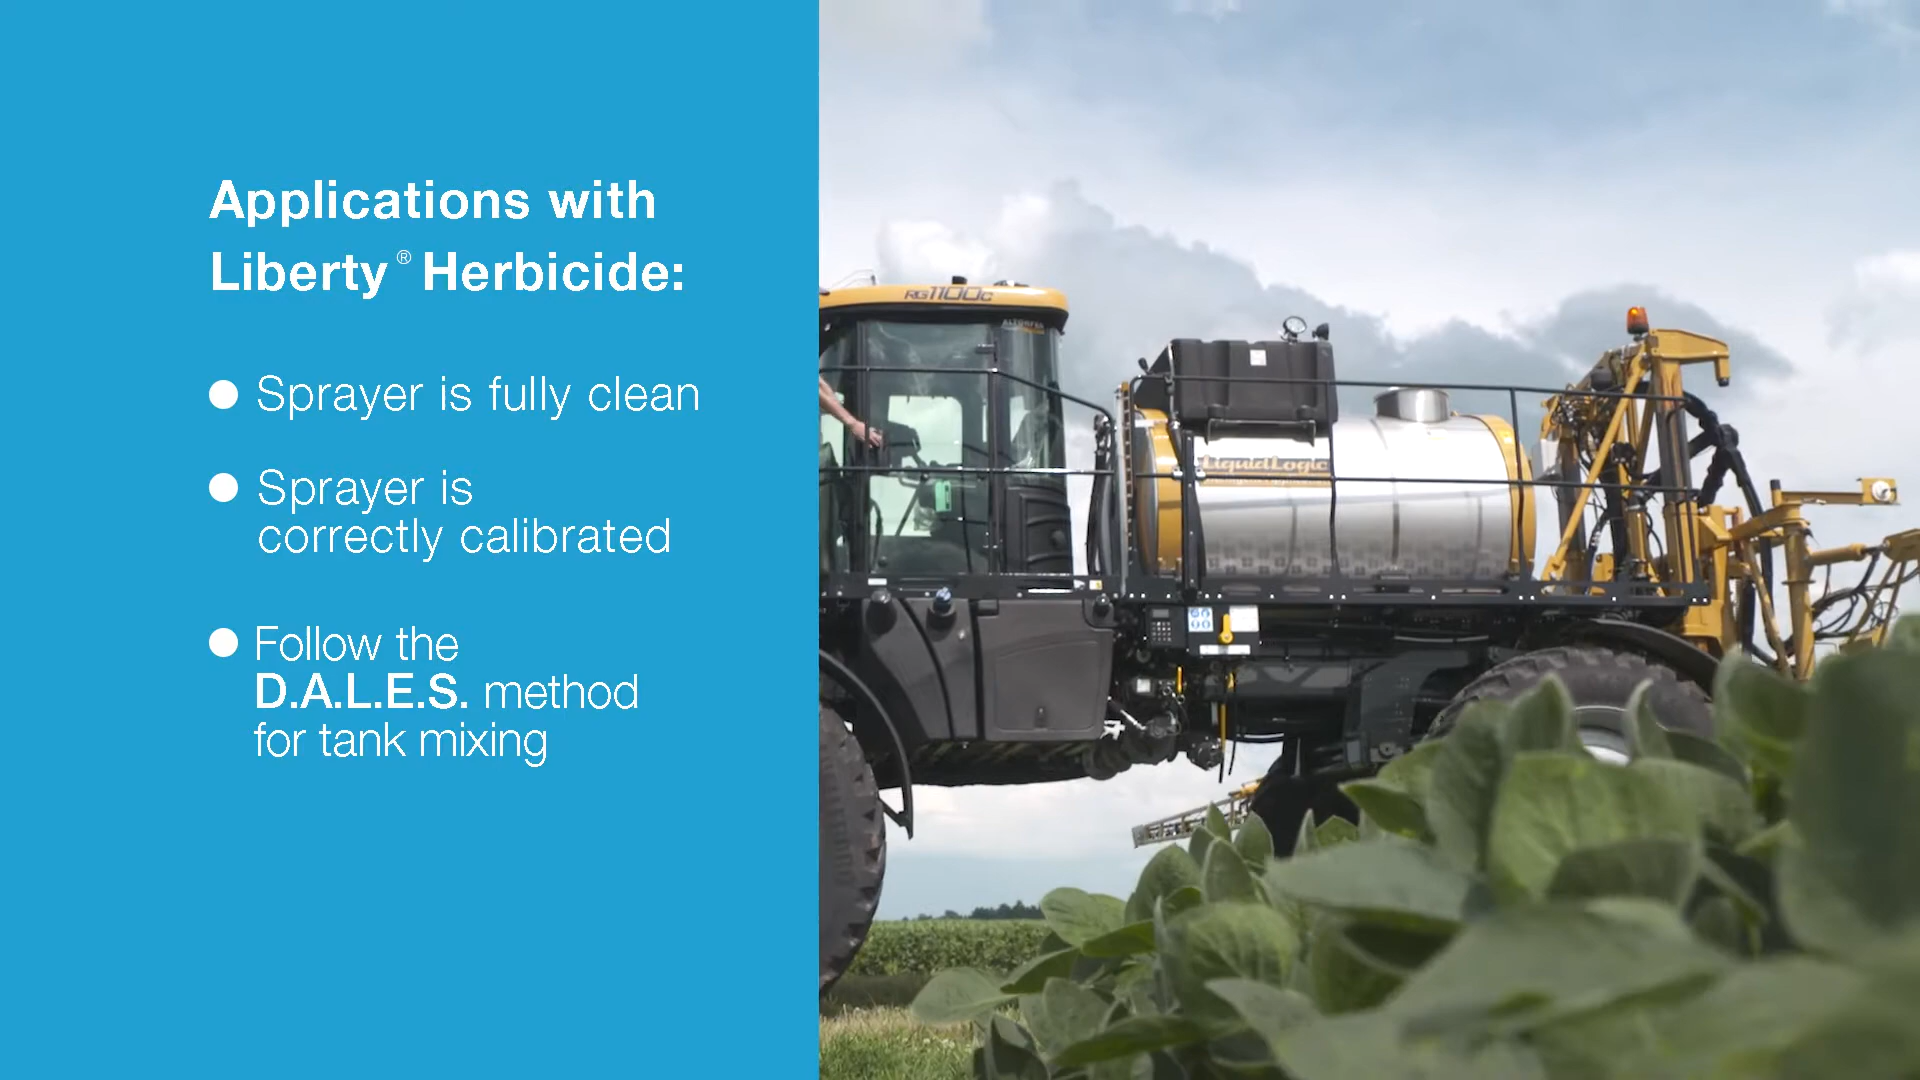 Applications with
Liberty® Herbicide:
● Sprayer is fully clean
● Sprayer is
correctly calibrated
● Follow the
D.A.L.E.S. method
for tank mixing
RG1100C
ALTORFER
LiquidLogic